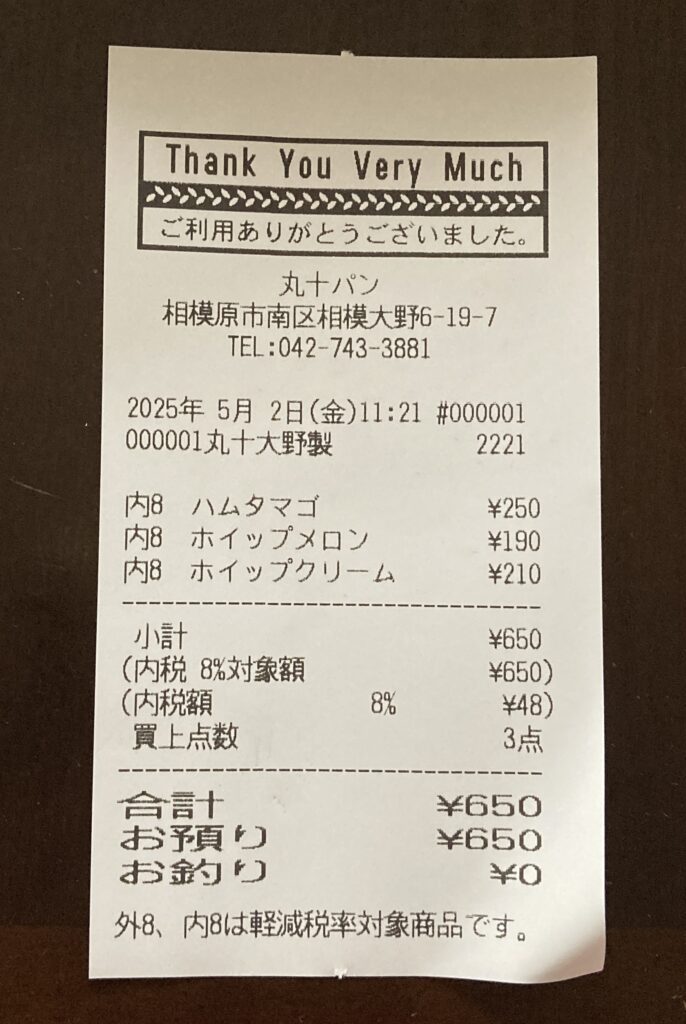 Thank You Very Much
ご利用ありがとうございました。
丸十パン
相模原市南区相模大野6-19-7
TEL:042-743-3881
2025年 5月 2日(金)11:21 #000001
000001丸十大野製 2221
内8 ハムタマゴ ¥250
内8 ホイップメロン ¥190
内8 ホイップクリーム ¥210
小計 ¥650
(内税 8%対象額 ¥650)
(内税額 8% ¥48)
買上点数 3点
合計 ¥650
お預り ¥650
お釣り ¥0
外8、内8は軽減税率対象商品です。